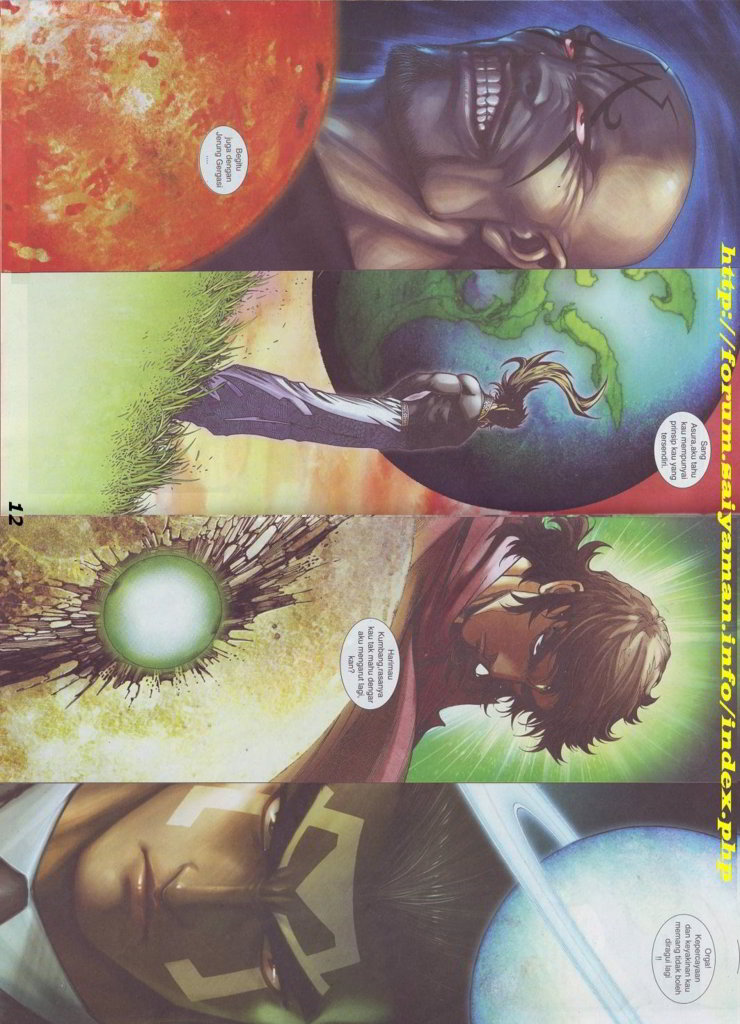 http://forum.saiyaman.info/index.php
Orga!
Kepercayaan
dan keyakinan kau
memang tidak boleh
diragui lagi
!!
Harimau
Kumbang,rasanya
kau tak mahu dengar
aku mengarut lagi,
kan?
Sang
Asura,aku tahu
kau mempunyai
prinsip kau yang
tersendiri.
Begitu
juga dengan
Jerung Gergasi
....
12